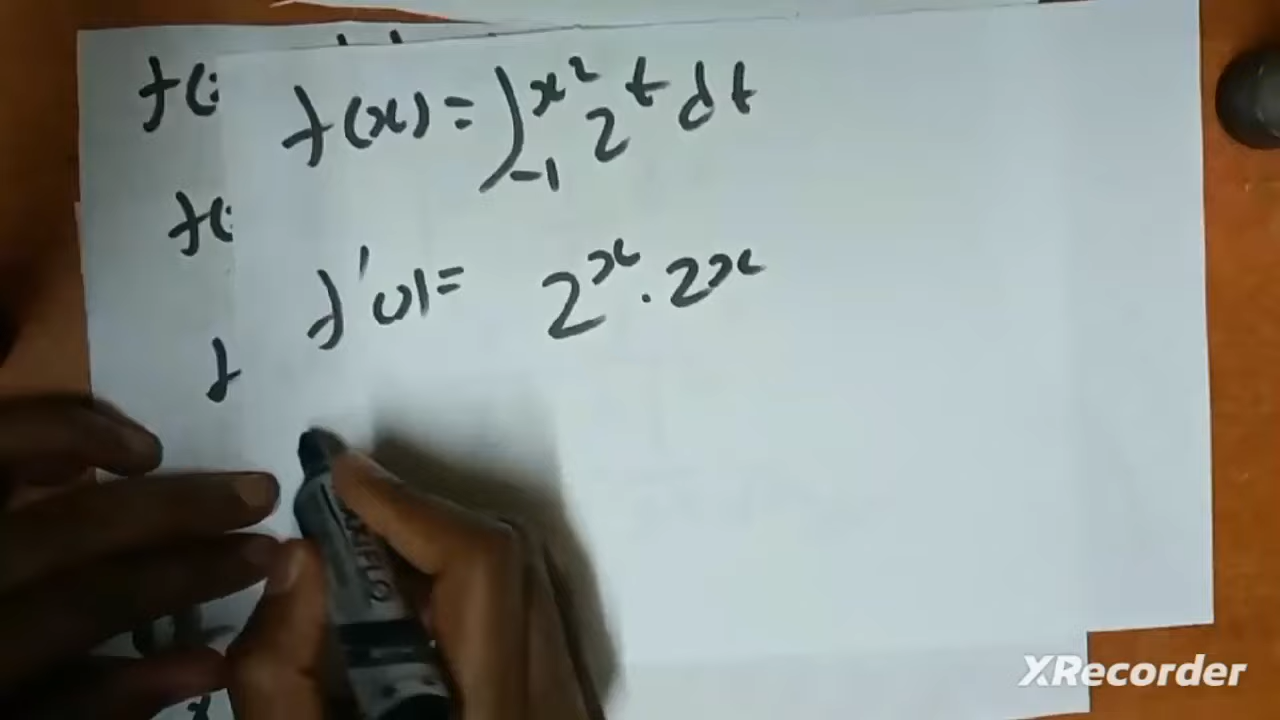 f(x) = ∫₋₁^{x²} 2^t dt
f(
f'(x) = 2^x . 2x
f
XRecorder